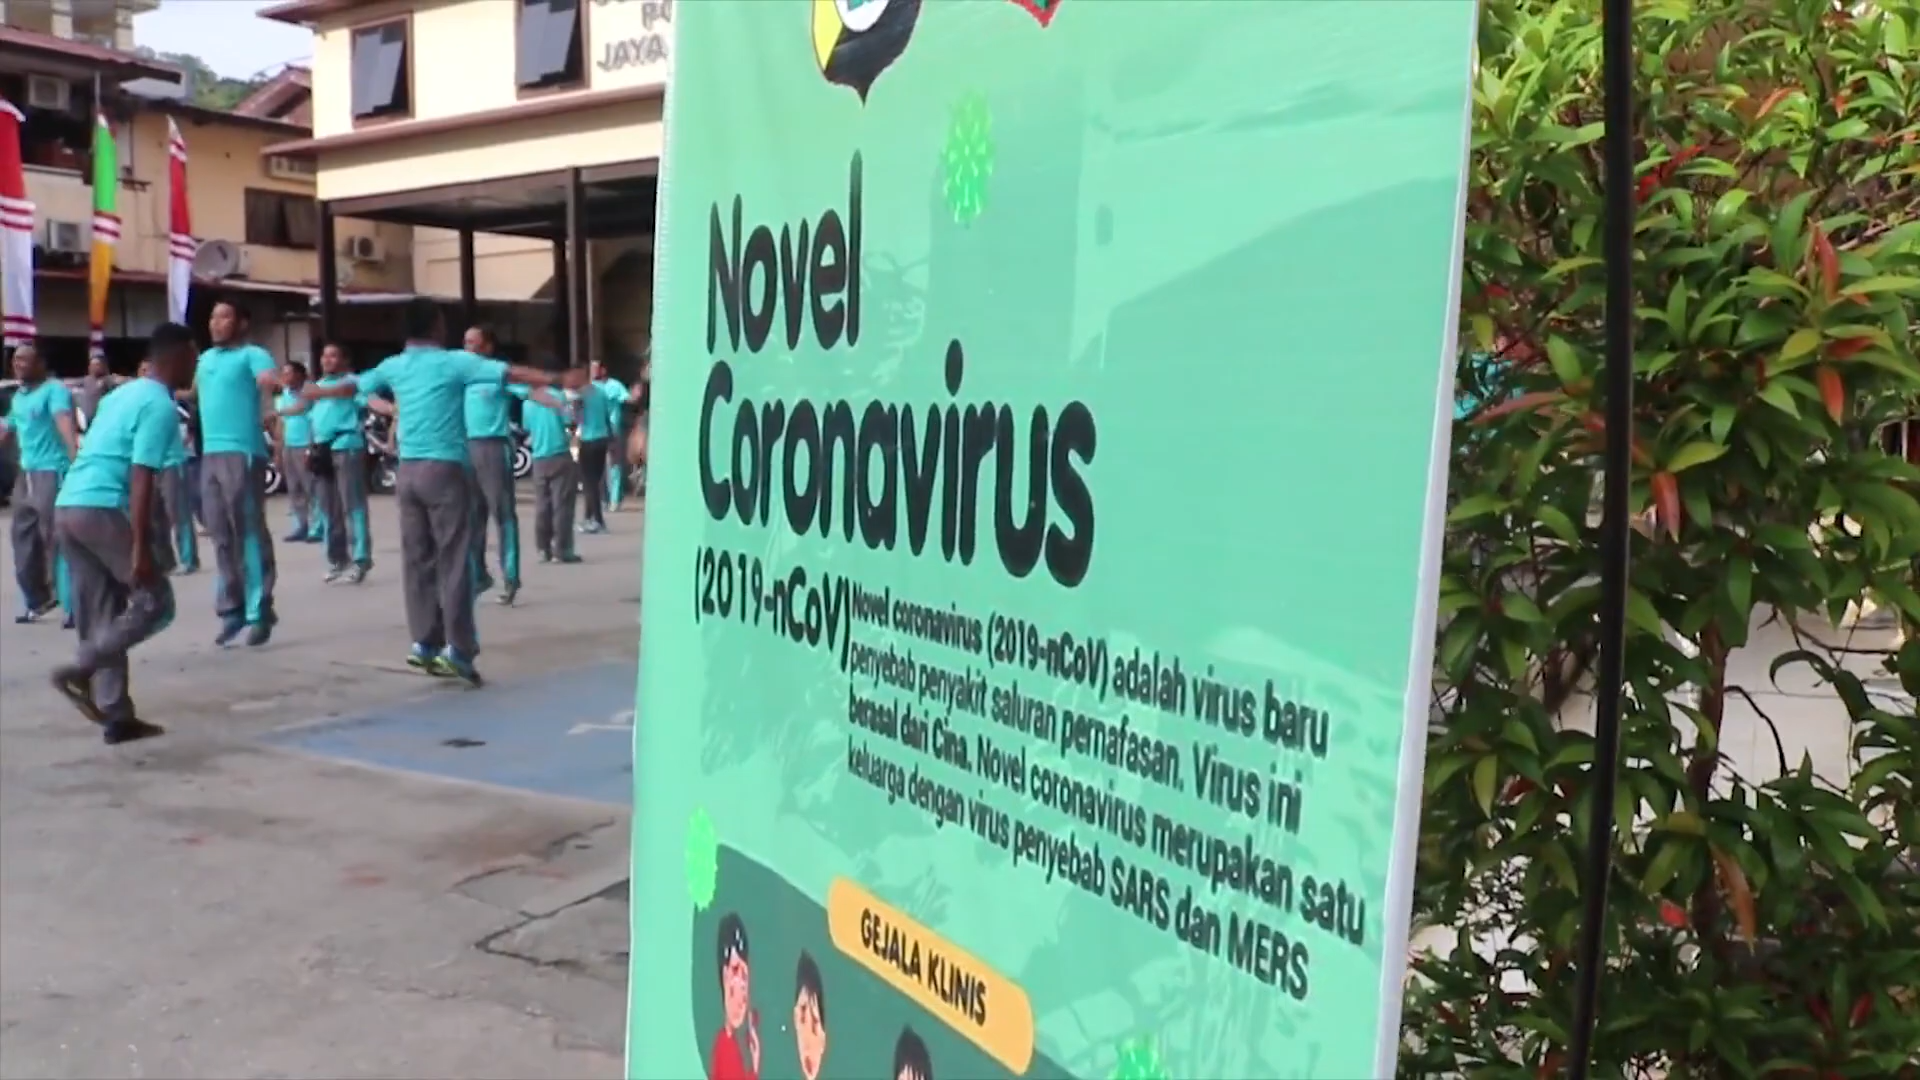 JAYA
Novel
Coronavirus
(2019-nCoV)
Novel coronavirus (2019-nCoV) adalah virus baru
penyebab penyakit saluran pernafasan. Virus ini
berasal dari Cina. Novel coronavirus merupakan satu
keluarga dengan virus penyebab SARS dan MERS
GEJALA KLINIS